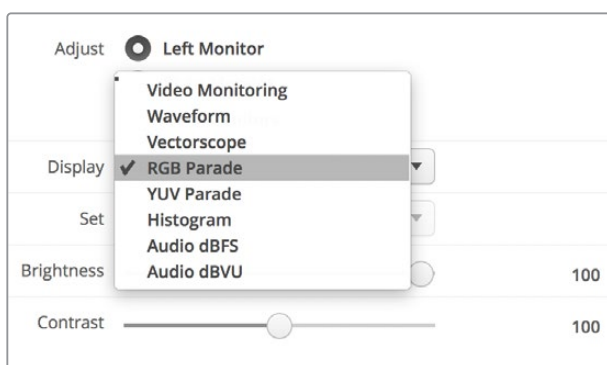 Adjust Left Monitor
Video Monitoring
Waveform
Vectorscope
Display ✓ RGB Parade
YUV Parade
Set Histogram
Audio dBFS
Brightness Audio dBVU 100
Contrast 100